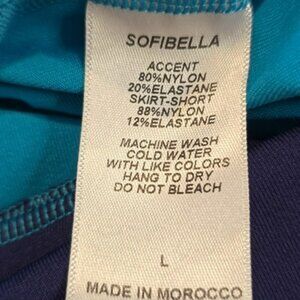 SOFIBELLA
ACCENT
80%NYLON
20%ELASTANE
SKIRT-SHORT
88%NYLON
12%ELASTANE
MACHINE WASH
COLD WATER
WITH LIKE COLORS
HANG TO DRY
DO NOT BLEACH
L
MADE IN MOROCCO